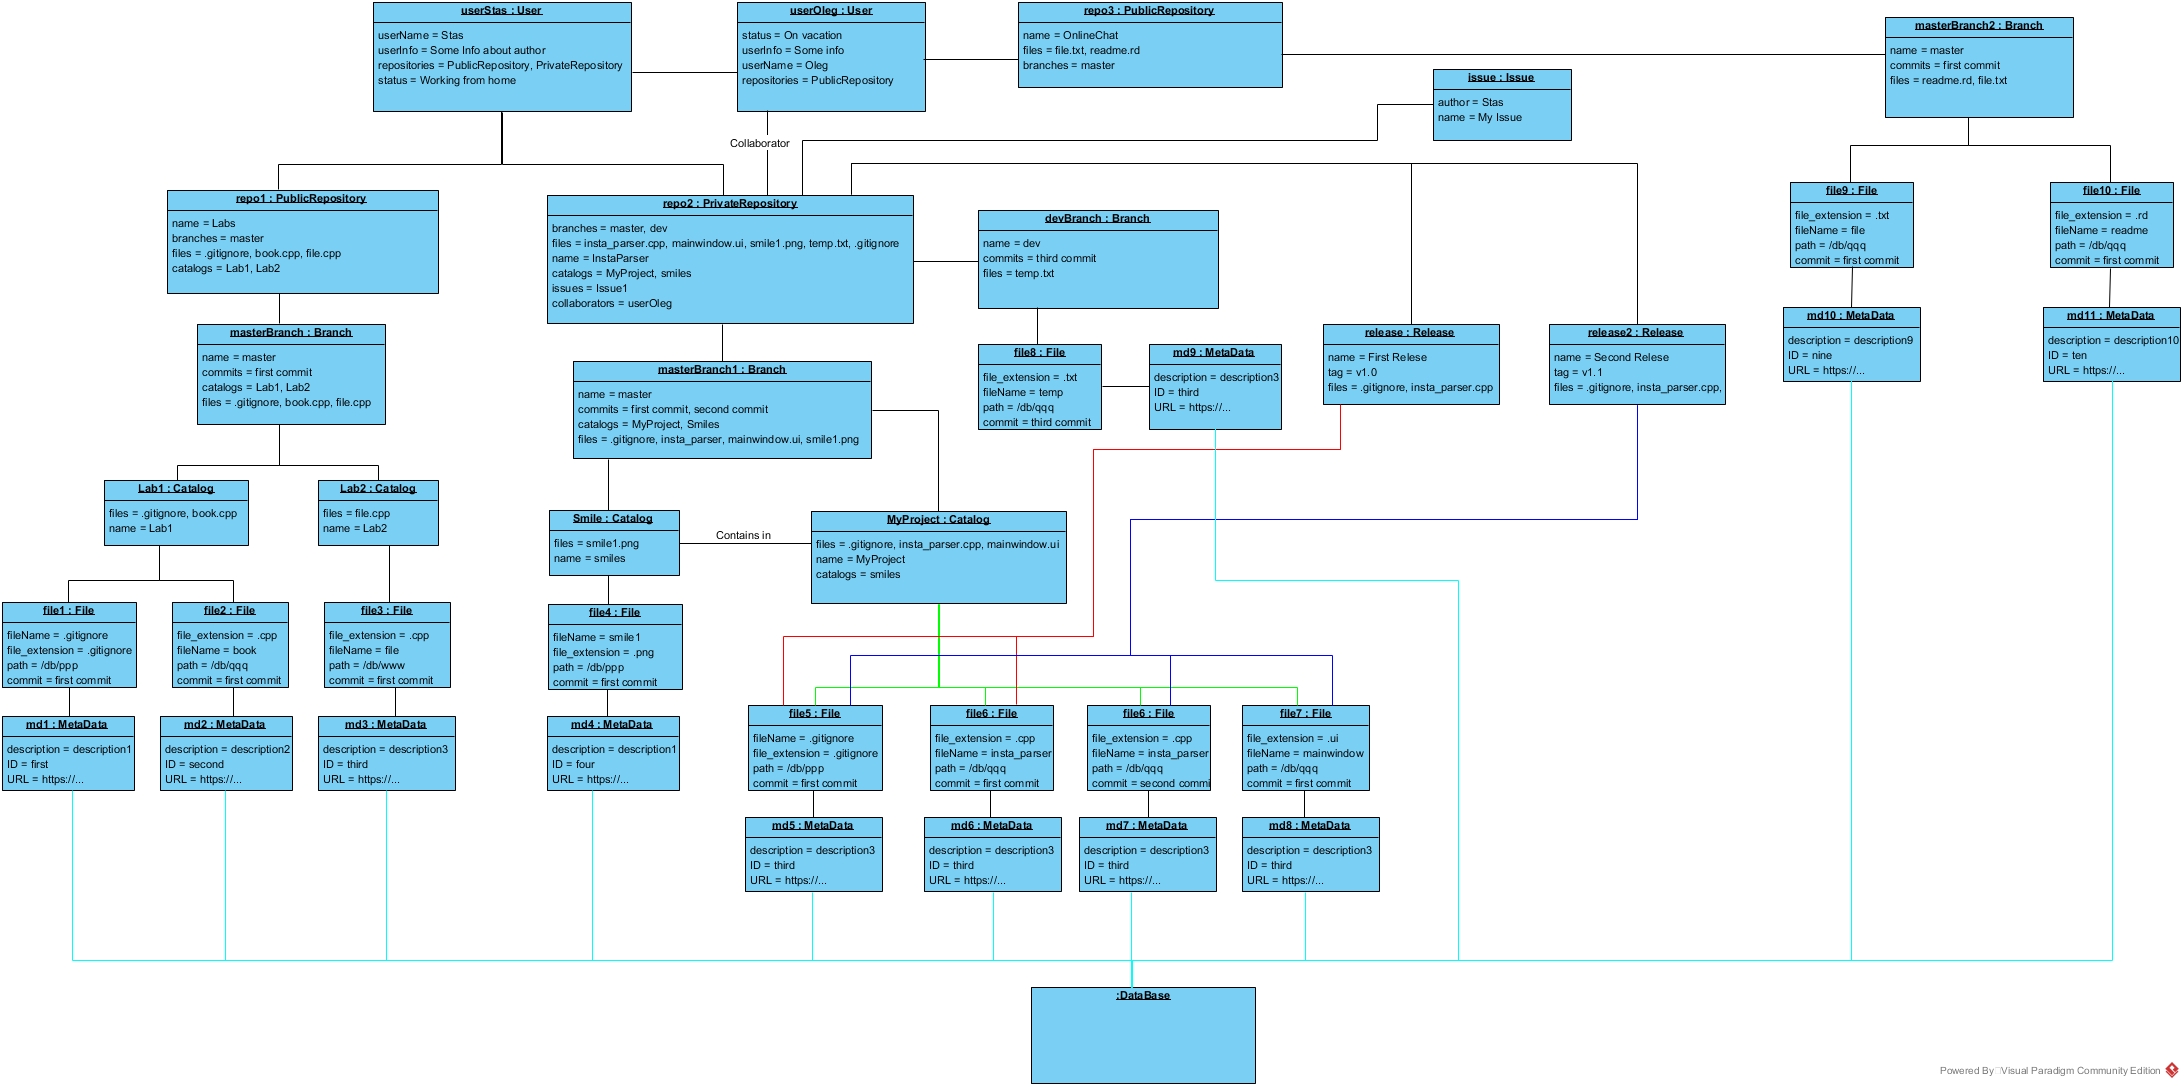 userStas : User
userName = Stas
userInfo = Some Info about author
repositories = PublicRepository, PrivateRepository
status = Working from home
userOleg : User
status = On vacation
userInfo = Some info
userName = Oleg
repositories = PublicRepository
repo3 : PublicRepository
name = OnlineChat
files = file.txt, readme.rd
branches = master
masterBranch2 : Branch
name = master
commits = first commit
files = readme.rd, file.txt
issue : Issue
author = Stas
name = My Issue
Collaborator
repo1 : PublicRepository
name = Labs
branches = master
files = .gitignore, book.cpp, file.cpp
catalogs = Lab1, Lab2
repo2 : PrivateRepository
branches = master, dev
files = insta_parser.cpp, mainwindow.ui, smile1.png, temp.txt, .gitignore
name = InstaParser
catalogs = MyProject, smiles
issues = Issue1
collaborators = userOleg
devBranch : Branch
name = dev
commits = third commit
files = temp.txt
file9 : File
file_extension = .txt
fileName = file
path = /db/qqq
commit = first commit
file10 : File
file_extension = .rd
fileName = readme
path = /db/qqq
commit = first commit
masterBranch : Branch
name = master
commits = first commit
catalogs = Lab1, Lab2
files = .gitignore, book.cpp, file.cpp
masterBranch1 : Branch
name = master
commits = first commit, second commit
catalogs = MyProject, Smiles
files = .gitignore, insta_parser, mainwindow.ui, smile1.png
file8 : File
file_extension = .txt
fileName = temp
path = /db/qqq
commit = third commit
md9 : MetaData
description = description3
ID = third
URL = https://...
release : Release
name = First Relese
tag = v1.0
files = .gitignore, insta_parser.cpp
release2 : Release
name = Second Relese
tag = v1.1
files = .gitignore, insta_parser.cpp,
md10 : MetaData
description = description9
ID = nine
URL = https://...
md11 : MetaData
description = description10
ID = ten
URL = https://...
Lab1 : Catalog
files = .gitignore, book.cpp
name = Lab1
Lab2 : Catalog
files = file.cpp
name = Lab2
Smile : Catalog
files = smile1.png
name = smiles
Contains in
MyProject : Catalog
files = .gitignore, insta_parser.cpp, mainwindow.ui
name = MyProject
catalogs = smiles
file1 : File
fileName = .gitignore
file_extension = .gitignore
path = /db/ppp
commit = first commit
file2 : File
file_extension = .cpp
fileName = book
path = /db/qqq
commit = first commit
file3 : File
file_extension = .cpp
fileName = file
path = /db/www
commit = first commit
file4 : File
fileName = smile1
file_extension = .png
path = /db/ppp
commit = first commit
md1 : MetaData
description = description1
ID = first
URL = https://...
md2 : MetaData
description = description2
ID = second
URL = https://...
md3 : MetaData
description = description3
ID = third
URL = https://...
md4 : MetaData
description = description1
ID = four
URL = https://...
file5 : File
fileName = .gitignore
file_extension = .gitignore
path = /db/ppp
commit = first commit
file6 : File
file_extension = .cpp
fileName = insta_parser
path = /db/qqq
commit = first commit
file6 : File
file_extension = .cpp
fileName = insta_parser
path = /db/qqq
commit = second commi
file7 : File
file_extension = .ui
fileName = mainwindow
path = /db/qqq
commit = first commit
md5 : MetaData
description = description3
ID = third
URL = https://...
md6 : MetaData
description = description3
ID = third
URL = https://...
md7 : MetaData
description = description3
ID = third
URL = https://...
md8 : MetaData
description = description3
ID = third
URL = https://...
:DataBase
Powered By Visual Paradigm Community Edition